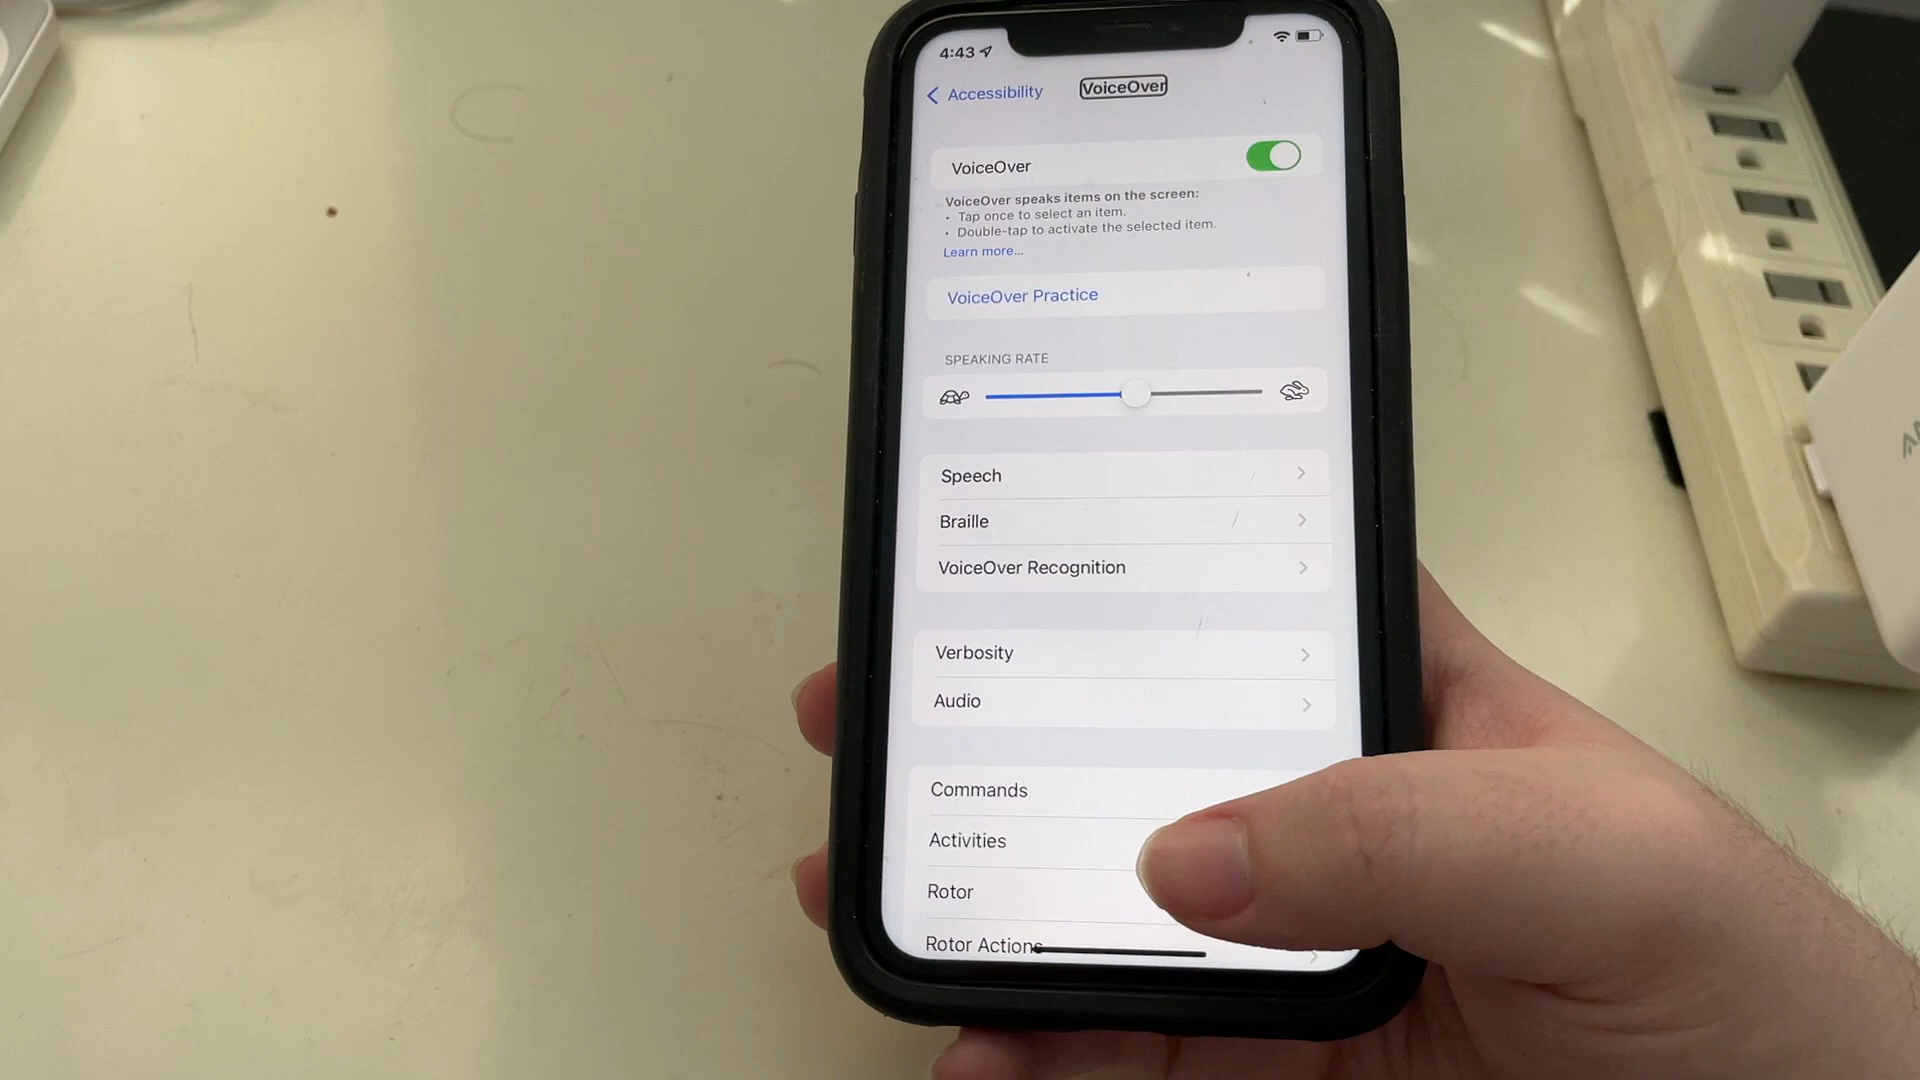 4:43
Accessibility
VoiceOver
VoiceOver
VoiceOver speaks items on the screen:
• Tap once to select an item.
• Double-tap to activate the selected item.
Learn more...
VoiceOver Practice
SPEAKING RATE
Speech
Braille
VoiceOver Recognition
Verbosity
Audio
Commands
Activities
Rotor
Rotor Actions